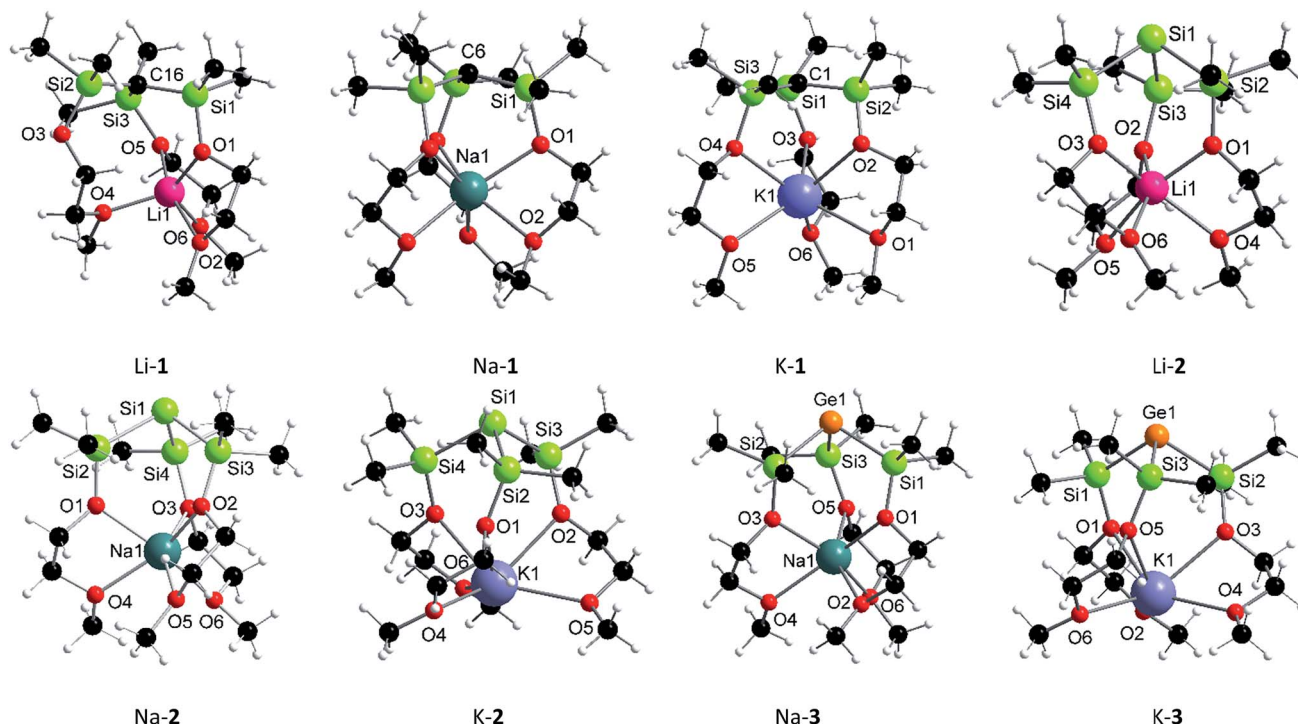 Si2
C16
Si3
Si1
O3
O5
O1
O4
Li1
O6
O2
Li-1
C6
Si1
O1
Na1
O2
Na-1
Si3
C1
Si1
Si2
O4
O3
O2
K1
O5
O6
O1
K-1
Si1
Si4
Si3
Si2
O3
O2
O1
Li1
O5
O6
O4
Li-2
Si1
Si2
Si4
Si3
O1
O3
O2
Na1
O4
O5
O6
Na-2
Si1
Si3
Si4
Si2
O3
O1
O2
O6
K1
O4
O5
K-2
Ge1
Si2
Si3
Si1
O3
O5
O1
Na1
O4
O2
O6
Na-3
Ge1
Si1
Si3
Si2
O1
O5
O3
K1
O6
O2
O4
K-3